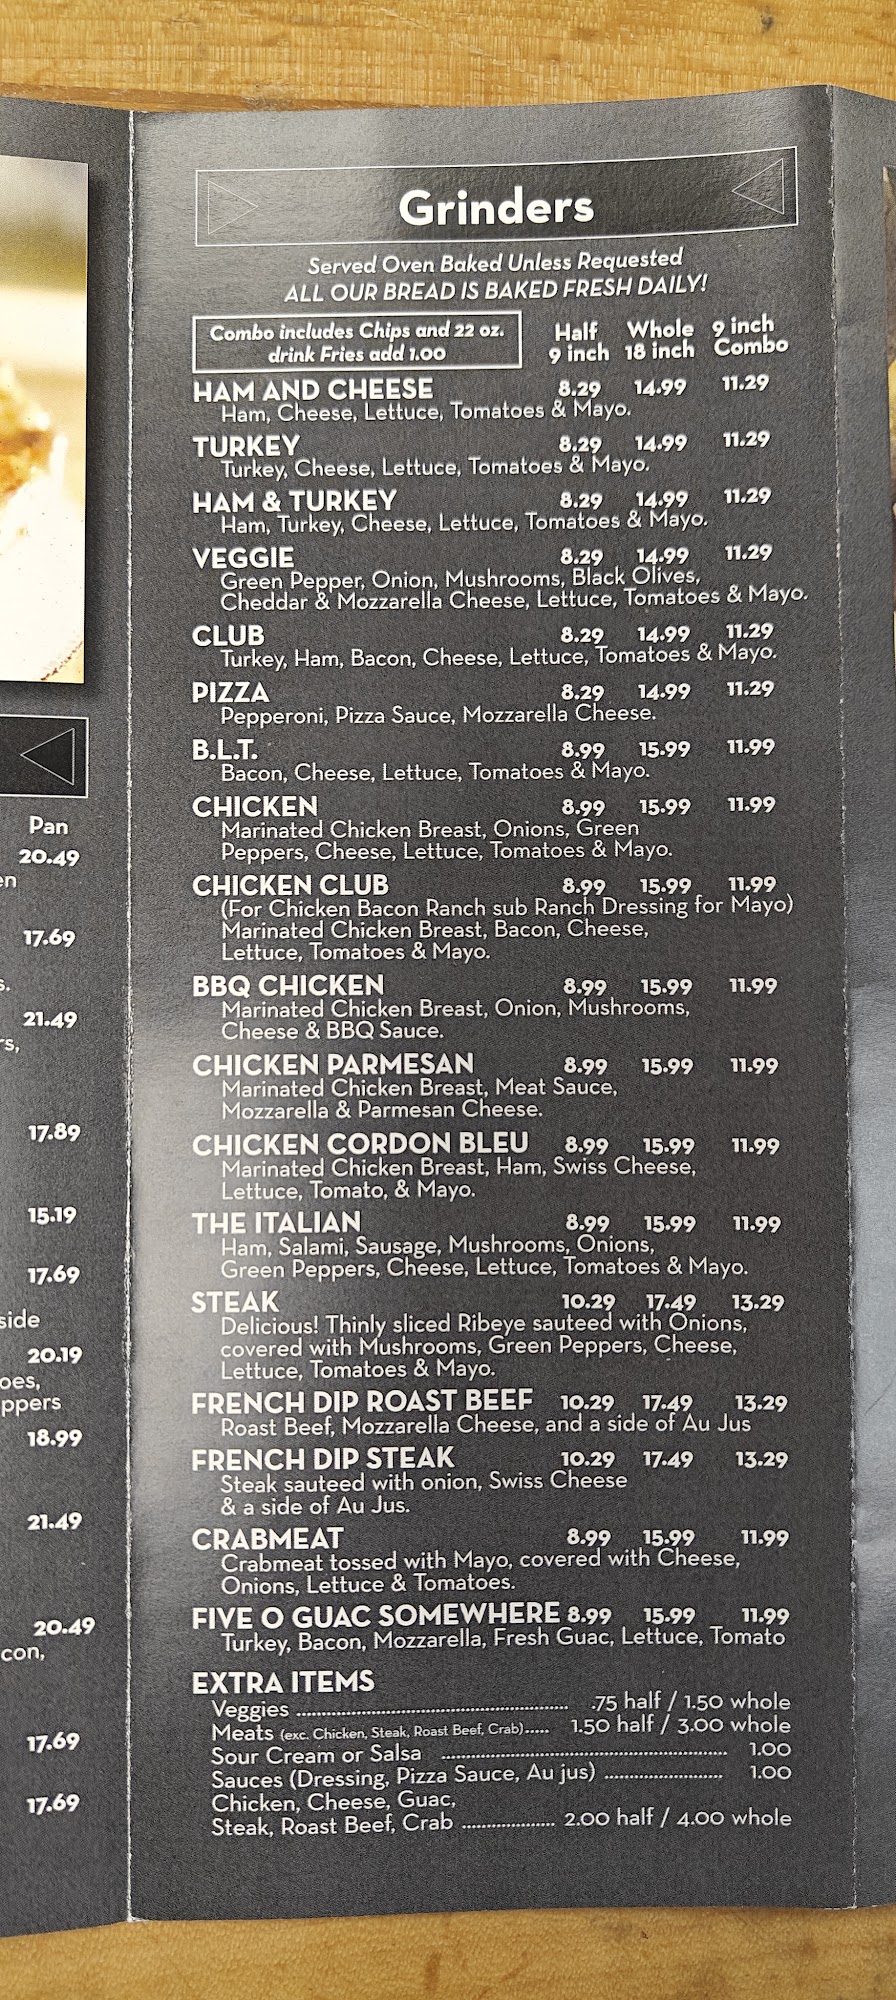 Pan
20.49
en
17.69
s.
21.49
rs,
17.89
15.19
17.69
side
20.19
oes,
ppers
18.99
21.49
20.49
con,
17.69
17.69
Grinders
Served Oven Baked Unless Requested
ALL OUR BREAD IS BAKED FRESH DAILY!
Combo includes Chips and 22 oz.
drink Fries add 1.00
Half Whole 9 inch
9 inch 18 inch Combo
HAM AND CHEESE 8.29 14.99 11.29
Ham, Cheese, Lettuce, Tomatoes & Mayo.
TURKEY 8.29 14.99 11.29
Turkey, Cheese, Lettuce, Tomatoes & Mayo.
HAM & TURKEY 8.29 14.99 11.29
Ham, Turkey, Cheese, Lettuce, Tomatoes & Mayo.
VEGGIE 8.29 14.99 11.29
Green Pepper, Onion, Mushrooms, Black Olives,
Cheddar & Mozzarella Cheese, Lettuce, Tomatoes & Mayo.
CLUB 8.29 14.99 11.29
Turkey, Ham, Bacon, Cheese, Lettuce, Tomatoes & Mayo.
PIZZA 8.29 14.99 11.29
Pepperoni, Pizza Sauce, Mozzarella Cheese.
B.L.T. 8.99 15.99 11.99
Bacon, Cheese, Lettuce, Tomatoes & Mayo.
CHICKEN 8.99 15.99 11.99
Marinated Chicken Breast, Onions, Green
Peppers, Cheese, Lettuce, Tomatoes & Mayo.
CHICKEN CLUB 8.99 15.99 11.99
(For Chicken Bacon Ranch sub Ranch Dressing for Mayo)
Marinated Chicken Breast, Bacon, Cheese,
Lettuce, Tomatoes & Mayo.
BBQ CHICKEN 8.99 15.99 11.99
Marinated Chicken Breast, Onion, Mushrooms,
Cheese & BBQ Sauce.
CHICKEN PARMESAN 8.99 15.99 11.99
Marinated Chicken Breast, Meat Sauce,
Mozzarella & Parmesan Cheese.
CHICKEN CORDON BLEU 8.99 15.99 11.99
Marinated Chicken Breast, Ham, Swiss Cheese,
Lettuce, Tomato, & Mayo.
THE ITALIAN 8.99 15.99 11.99
Ham, Salami, Sausage, Mushrooms, Onions,
Green Peppers, Cheese, Lettuce, Tomatoes & Mayo.
STEAK 10.29 17.49 13.29
Delicious! Thinly sliced Ribeye sauteed with Onions,
covered with Mushrooms, Green Peppers, Cheese,
Lettuce, Tomatoes & Mayo.
FRENCH DIP ROAST BEEF 10.29 17.49 13.29
Roast Beef, Mozzarella Cheese, and a side of Au Jus
FRENCH DIP STEAK 10.29 17.49 13.29
Steak sauteed with onion, Swiss Cheese
& a side of Au Jus.
CRABMEAT 8.99 15.99 11.99
Crabmeat tossed with Mayo, covered with Cheese,
Onions, Lettuce & Tomatoes.
FIVE O GUAC SOMEWHERE 8.99 15.99 11.99
Turkey, Bacon, Mozzarella, Fresh Guac, Lettuce, Tomato
EXTRA ITEMS
Veggies .......... .75 half / 1.50 whole
Meats (exc. Chicken, Steak, Roast Beef, Crab)..... 1.50 half / 3.00 whole
Sour Cream or Salsa .......... 1.00
Sauces (Dressing, Pizza Sauce, Au jus) .......... 1.00
Chicken, Cheese, Guac,
Steak, Roast Beef, Crab .......... 2.00 half / 4.00 whole